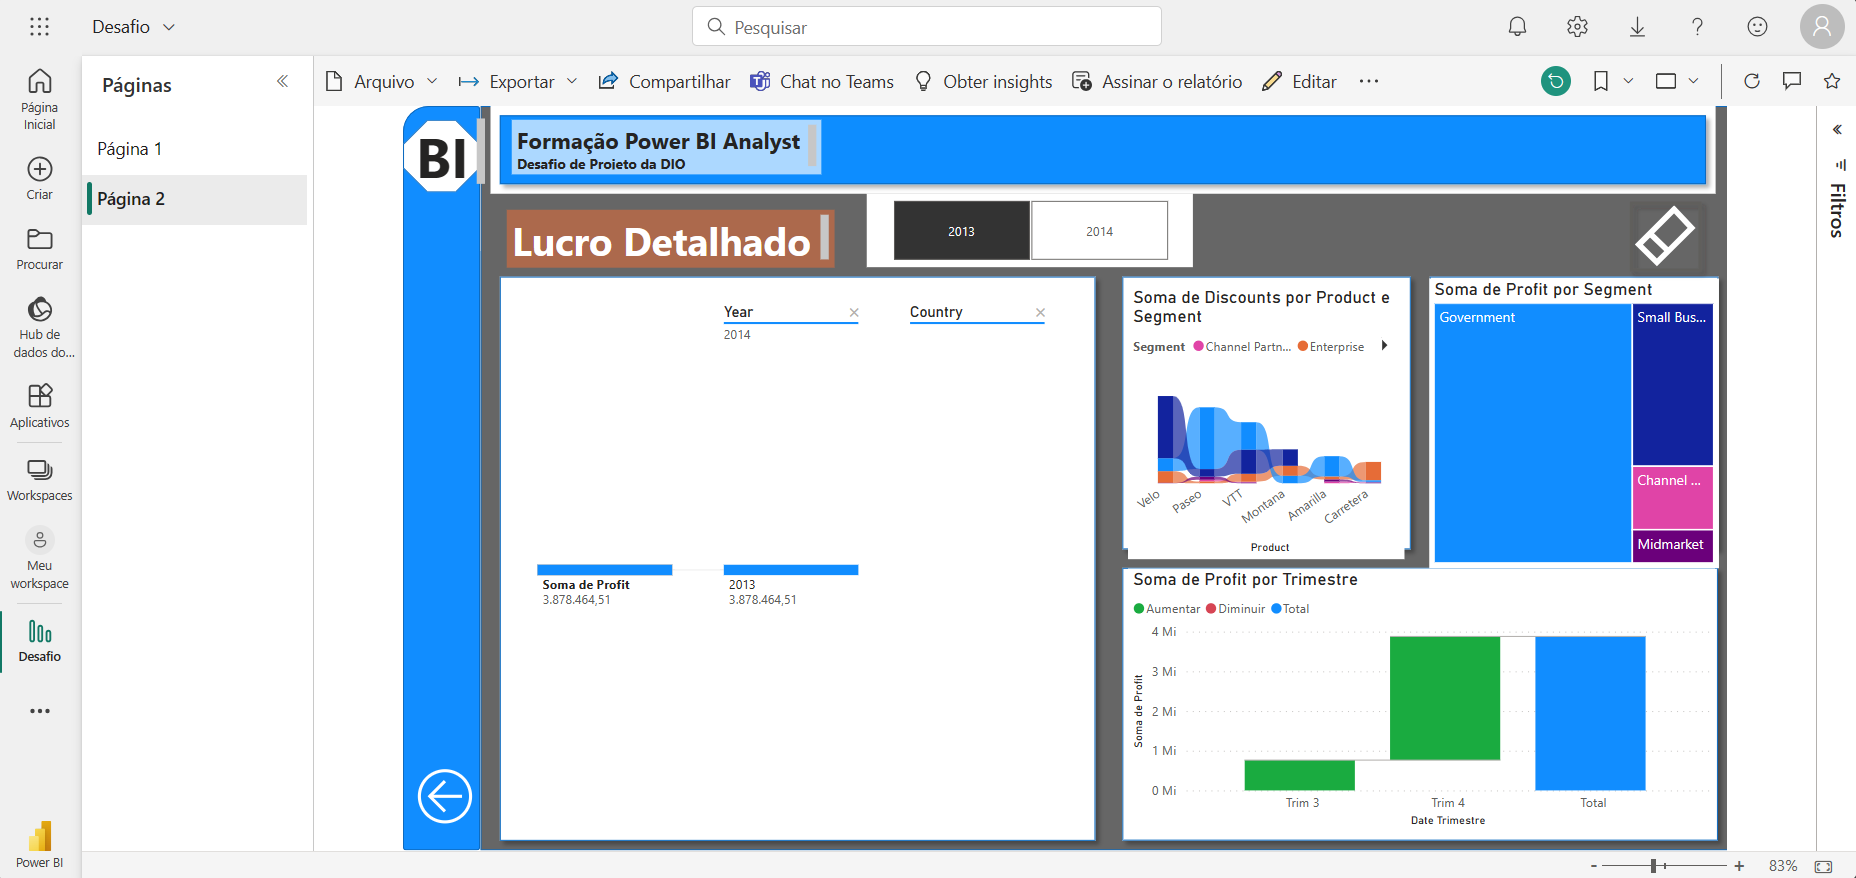 Desafio
Pesquisar
Página
Inicial
Criar
Procurar
Hub de
dados do...
Aplicativos
Workspaces
Meu
workspace
Desafio
Power BI
Páginas
Página 1
Página 2
Arquivo
Exportar
Compartilhar
Chat no Teams
Obter insights
Assinar o relatório
Editar
BI
Formação Power BI Analyst
Desafio de Projeto da DIO
Lucro Detalhado
2013
2014
Year
2014
Country
Soma de Profit
3.878.464,51
2013
3.878.464,51
Soma de Discounts por Product e
Segment
Segment
Channel Partn...
Enterprise
Velo
Paseo
VTT
Montana
Amarilla
Carretera
Product
Soma de Profit por Segment
Government
Small Bus...
Channel ...
Midmarket
Soma de Profit por Trimestre
Aumentar
Diminuir
Total
Soma de Profit
4 Mi
3 Mi
2 Mi
1 Mi
0 Mi
Trim 3
Trim 4
Total
Date Trimestre
Filtros
83%